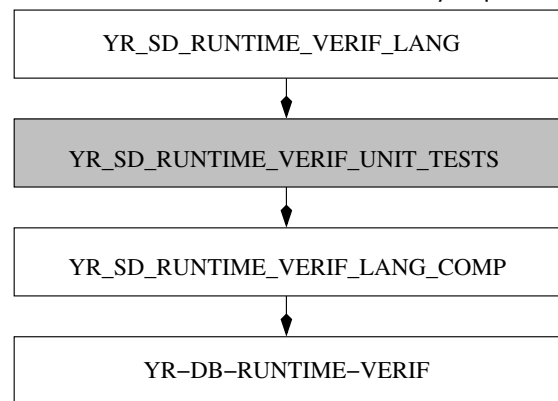 YR_SD_RUNTIME_VERIF_LANG
YR_SD_RUNTIME_VERIF_UNIT_TESTS
YR_SD_RUNTIME_VERIF_LANG_COMP
YR−DB−RUNTIME−VERIF